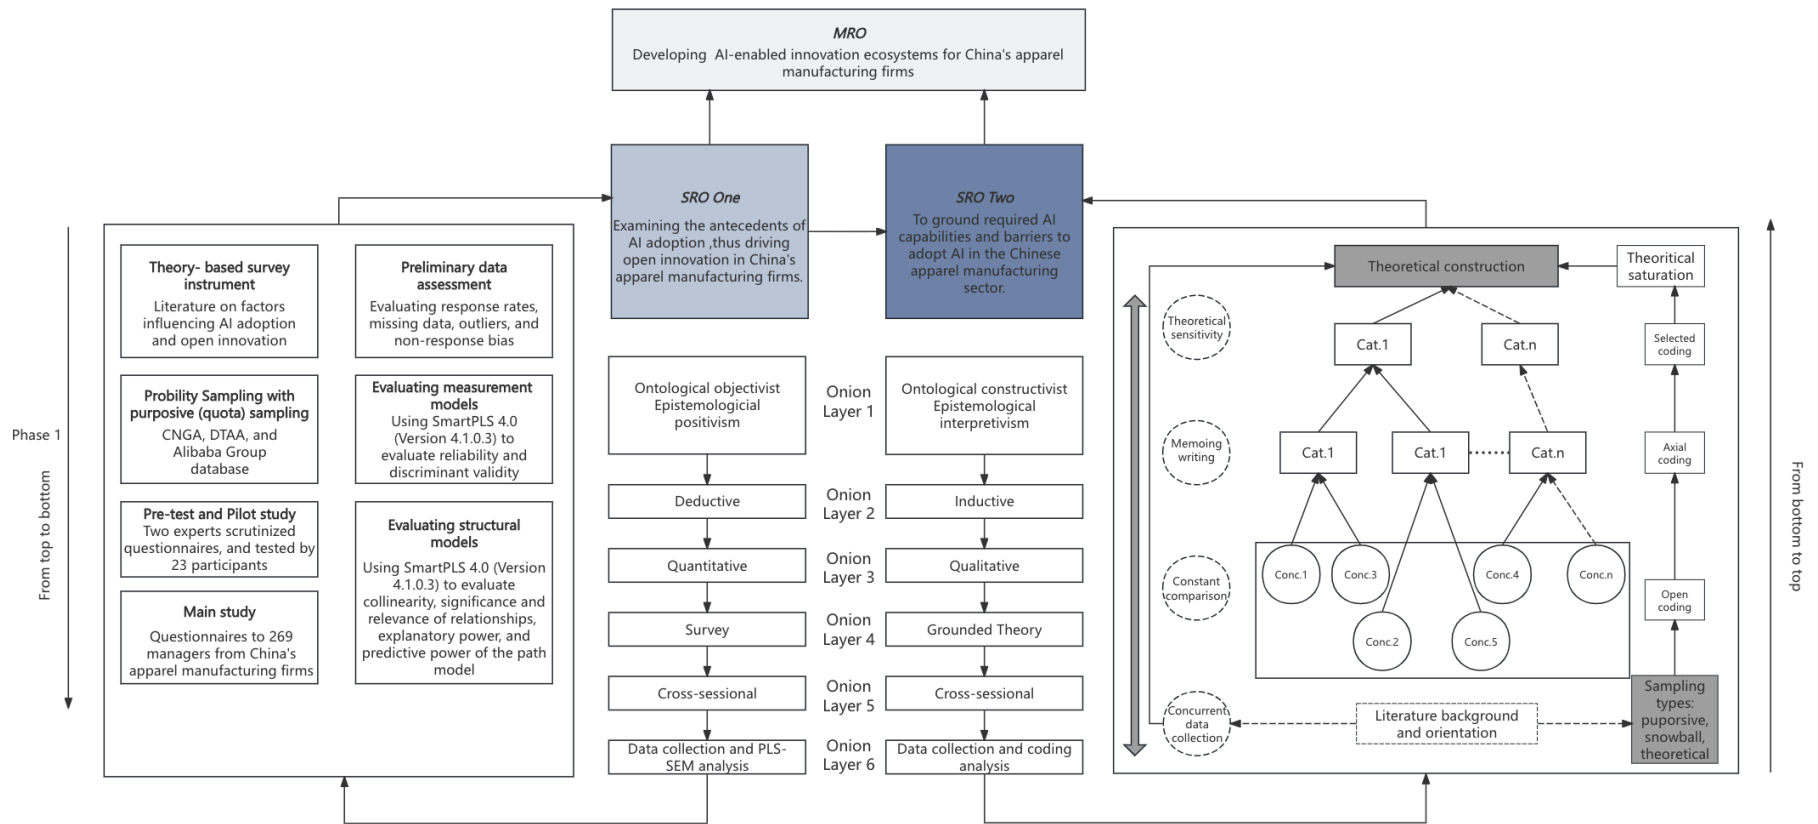 MRO
Developing  AI-enabled innovation ecosystems for China's apparel
manufacturing firms
SRO One
Examining the antecedents of
AI adoption ,thus driving
open innovation in China's
apparel manufacturing firms.
SRO Two
To ground required AI
capabilities and barriers to
adopt AI in the Chinese
apparel manufacturing
sector.
Phase 1
From top to bottom
Theory- based survey
instrument
Literature on factors
influencing AI adoption
and open innovation
Probility Sampling with
purposive (quota) sampling
CNGA, DTAA, and
Alibaba Group
database
Pre-test and Pilot study
Two experts scrutinized
questionnaires, and tested by
23 participants
Main study
Questionnaires to 269
managers from China's
apparel manufacturing firms
Preliminary data
assessment
Evaluating response rates,
missing data, outliers, and
non-response bias
Evaluating measurement
models
Using SmartPLS 4.0
(Version 4.1.0.3) to
evaluate reliability and
discriminant validity
Evaluating structural
models
Using SmartPLS 4.0 (Version
4.1.0.3) to evaluate
collinearity, significance and
relevance of relationships,
explanatory power, and
predictive power of the path
model
Ontological objectivist
Epistemologicial
positivism
Deductive
Quantitative
Survey
Cross-sessional
Data collection and PLS-
SEM analysis
Onion
Layer 1
Onion
Layer 2
Onion
Layer 3
Onion
Layer 4
Onion
Layer 5
Onion
Layer 6
Ontological constructivist
Epistemological
interpretivism
Inductive
Qualitative
Grounded Theory
Cross-sessional
Data collection and coding
analysis
Theoretical
sensitivity
Memoing
writing
Constant
comparison
Concurrent
data
collection
Theoretical construction
Cat.1
Cat.n
Cat.1
Cat.1
Cat.n
Conc.1
Conc.3
Conc.4
Conc.n
Conc.2
Conc.5
Literature background
and orientation
Theoritical
saturation
Selected
coding
Axial
coding
Open
coding
Sampling
types:
puporsive,
snowball,
theoretical
From bottom to top